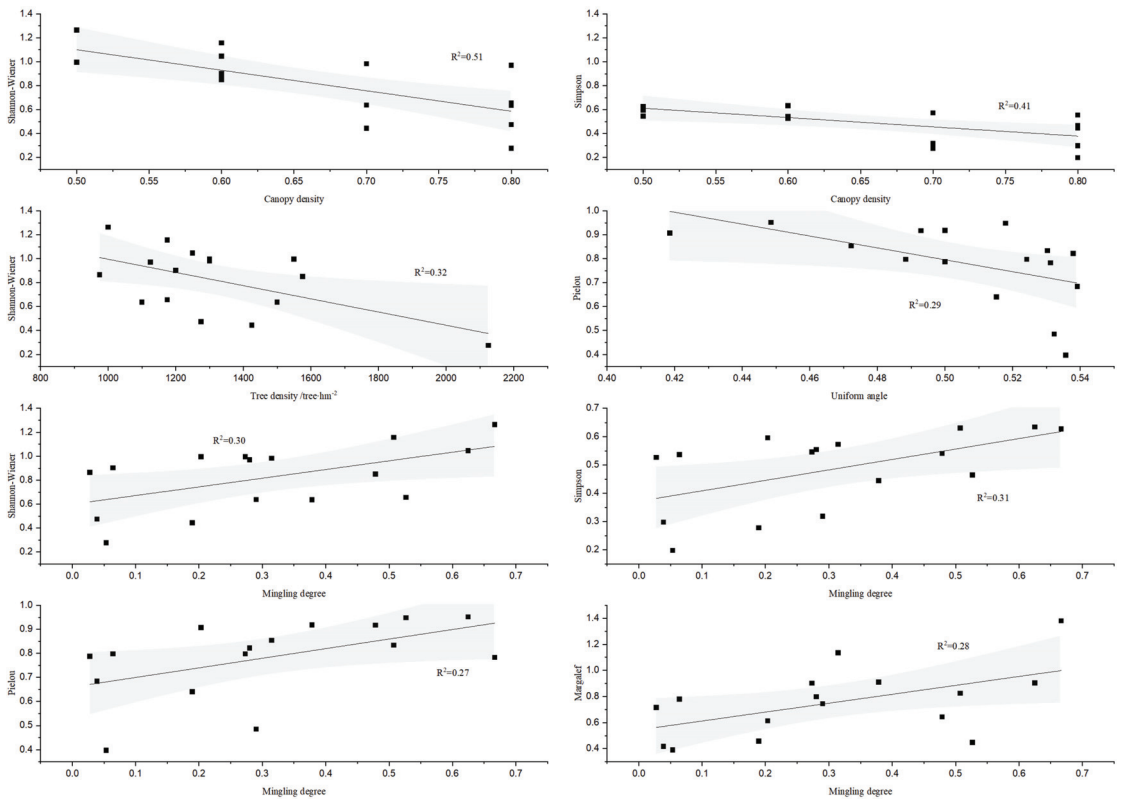 1.4
1.2
1.0
0.8
0.6
0.4
0.2
Shannon-Wiener
R²=0.51
0.50 0.55 0.60 0.65 0.70 0.75 0.80
Canopy density
1.4
1.2
1.0
0.8
0.6
0.4
0.2
Simpson
R²=0.41
0.50 0.55 0.60 0.65 0.70 0.75 0.80
Canopy density
1.4
1.2
1.0
0.8
0.6
0.4
0.2
Shannon-Wiener
R²=0.32
800 1000 1200 1400 1600 1800 2000 2200
Tree density /tree·hm⁻²
1.0
0.9
0.8
0.7
0.6
0.5
0.4
Pielou
R²=0.29
0.40 0.42 0.44 0.46 0.48 0.50 0.52 0.54
Uniform angle
1.4
1.2
1.0
0.8
0.6
0.4
0.2
Shannon-Wiener
R²=0.30
0.0 0.1 0.2 0.3 0.4 0.5 0.6 0.7
Mingling degree
0.7
0.6
0.5
0.4
0.3
0.2
Simpson
R²=0.31
0.0 0.1 0.2 0.3 0.4 0.5 0.6 0.7
Mingling degree
1.0
0.9
0.8
0.7
0.6
0.5
0.4
Pielou
R²=0.27
0.0 0.1 0.2 0.3 0.4 0.5 0.6 0.7
Mingling degree
1.4
1.2
1.0
0.8
0.6
0.4
Margalef
R²=0.28
0.0 0.1 0.2 0.3 0.4 0.5 0.6 0.7
Mingling degree